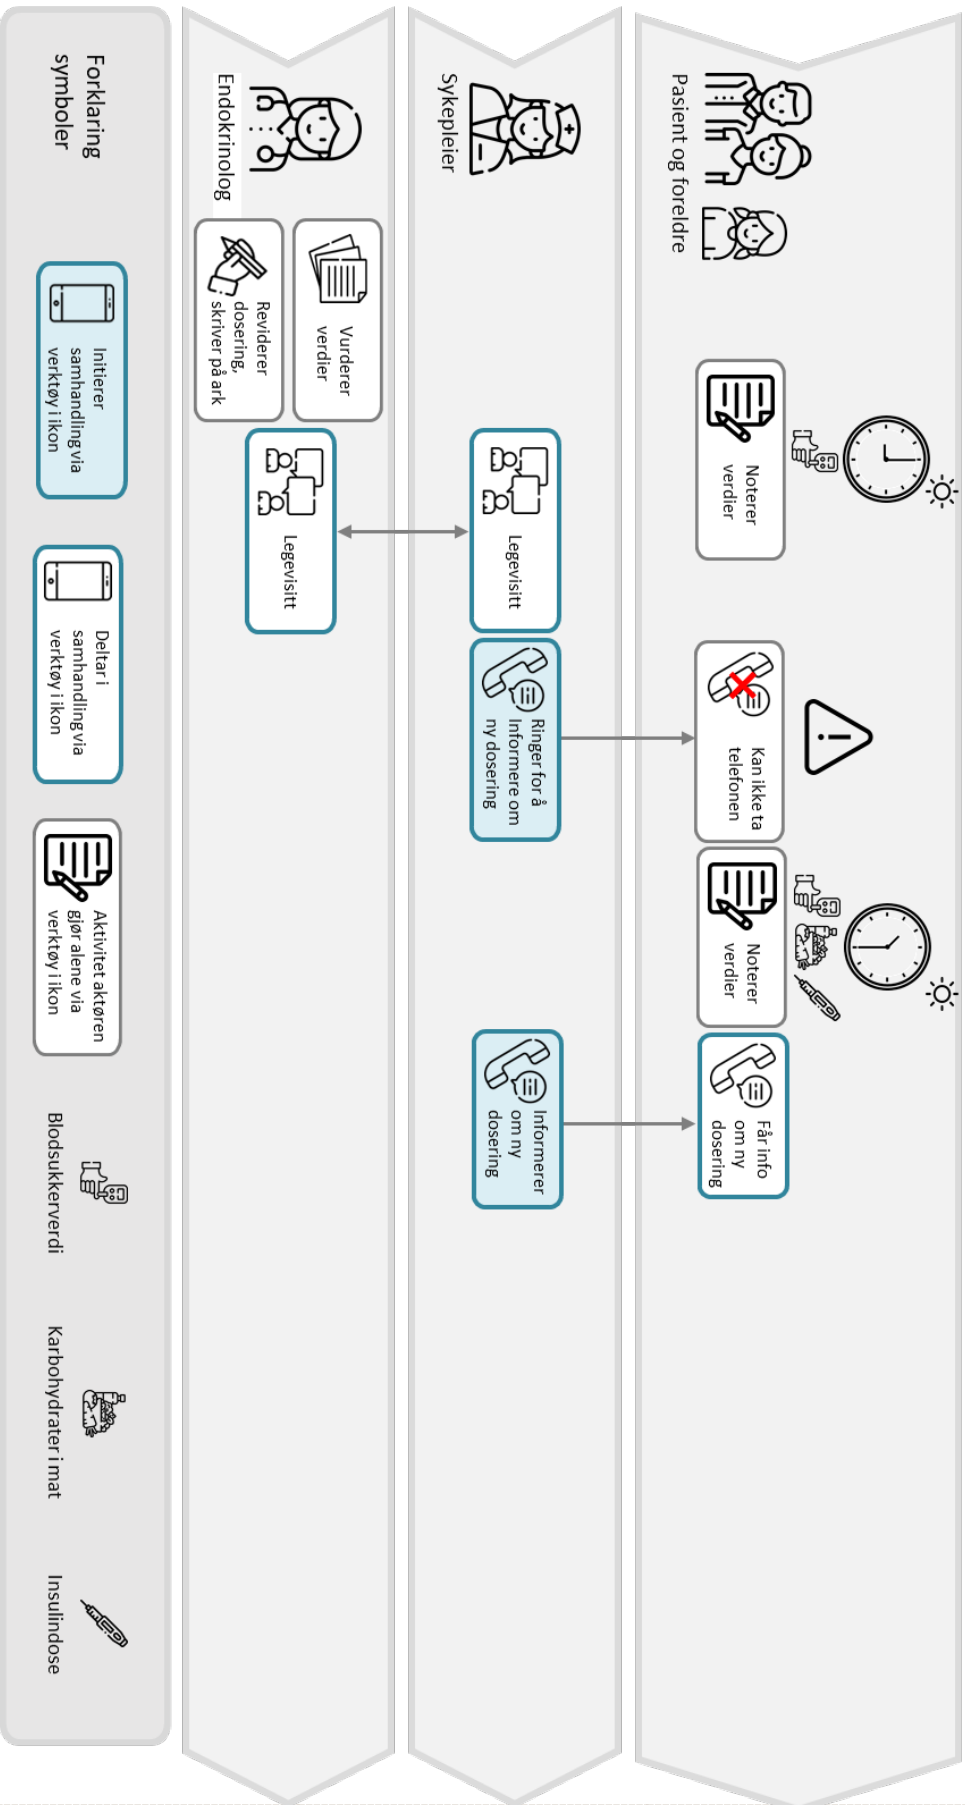 Pasient og foreldre
Noterer
verdier
Kan ikke ta
telefonen
Noterer
verdier
Får info
om ny
dosering
Sykepleier
Legevisitt
Ringer for å
Informere om
ny dosering
Informerer
om ny
dosering
Endokrinolog
Vurderer
verdier
Reviderer
dosering,
skriver på ark
Legevisitt
Forklaring
symboler
Initierer
samhandling via
verktøy i ikon
Deltar i
samhandling via
verktøy i ikon
Aktivitet aktøren
gjør alene via
verktøy i ikon
Blodsukkerverdi
Karbohydrater i mat
Insulindose